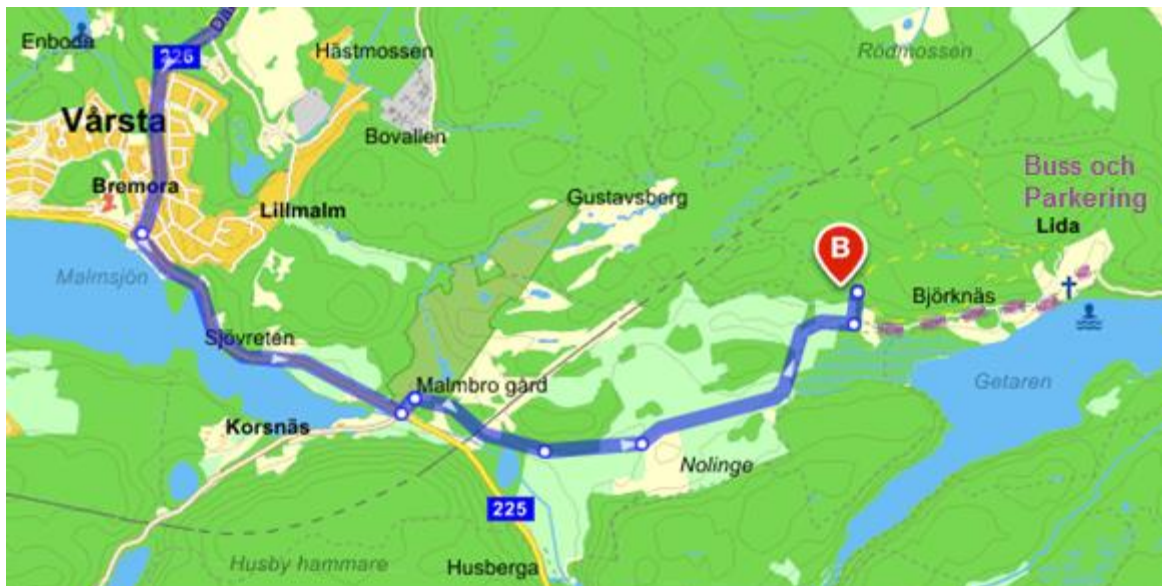 Enboda
226
Hästmossen
Rödmossen
Vårsta
Bovallen
Bremora
Gustavsberg
Buss och
Parkering
Lillmalm
Lida
B
Malmsjön
Björknäs
Sjövreten
Malmbro gård
Getaren
Korsnäs
Nolinge
225
Husby hammare
Husberga